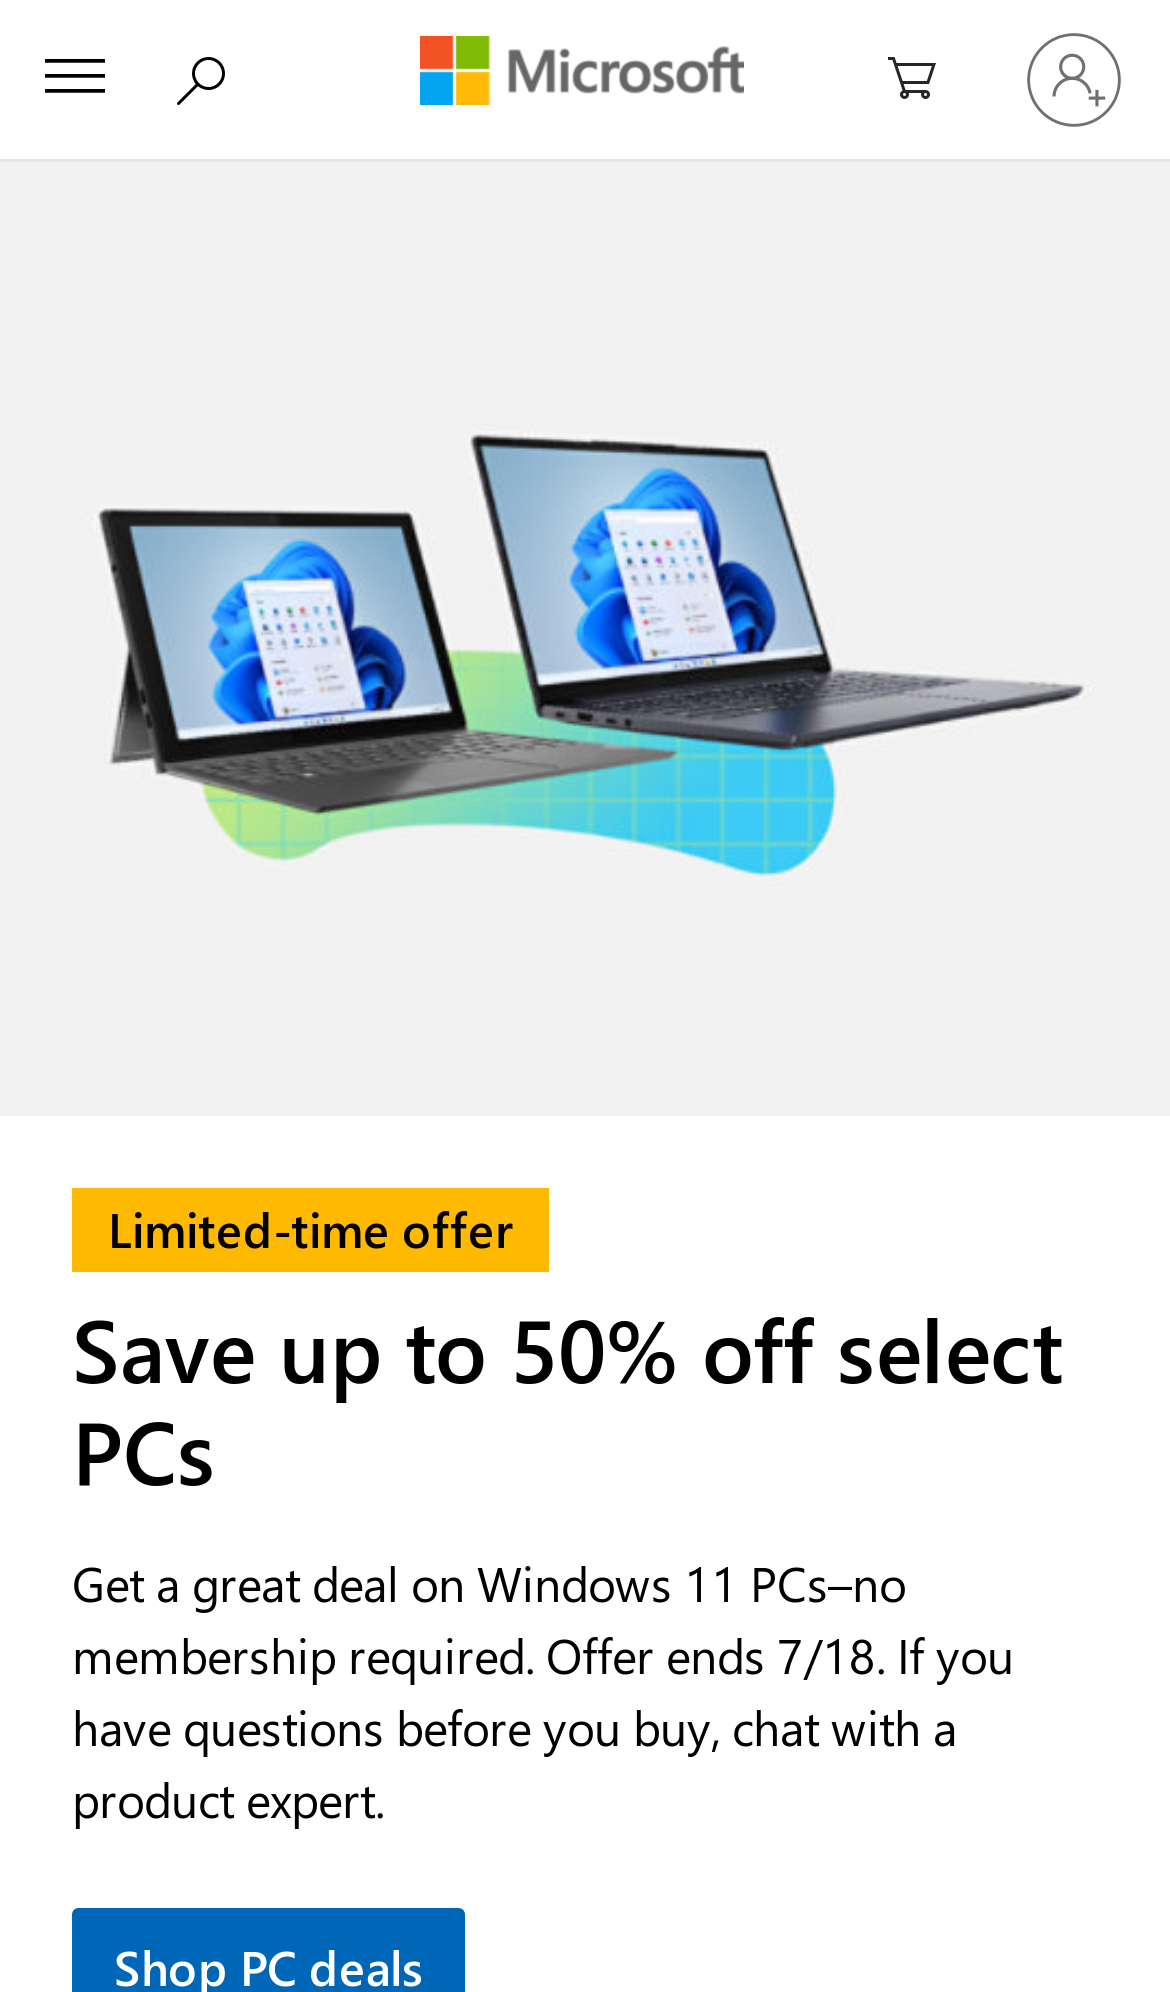 Microsoft
Limited-time offer
Save up to 50% off select
PCs
Get a great deal on Windows 11 PCs–no
membership required. Offer ends 7/18. If you
have questions before you buy, chat with a
product expert.
Shop PC deals